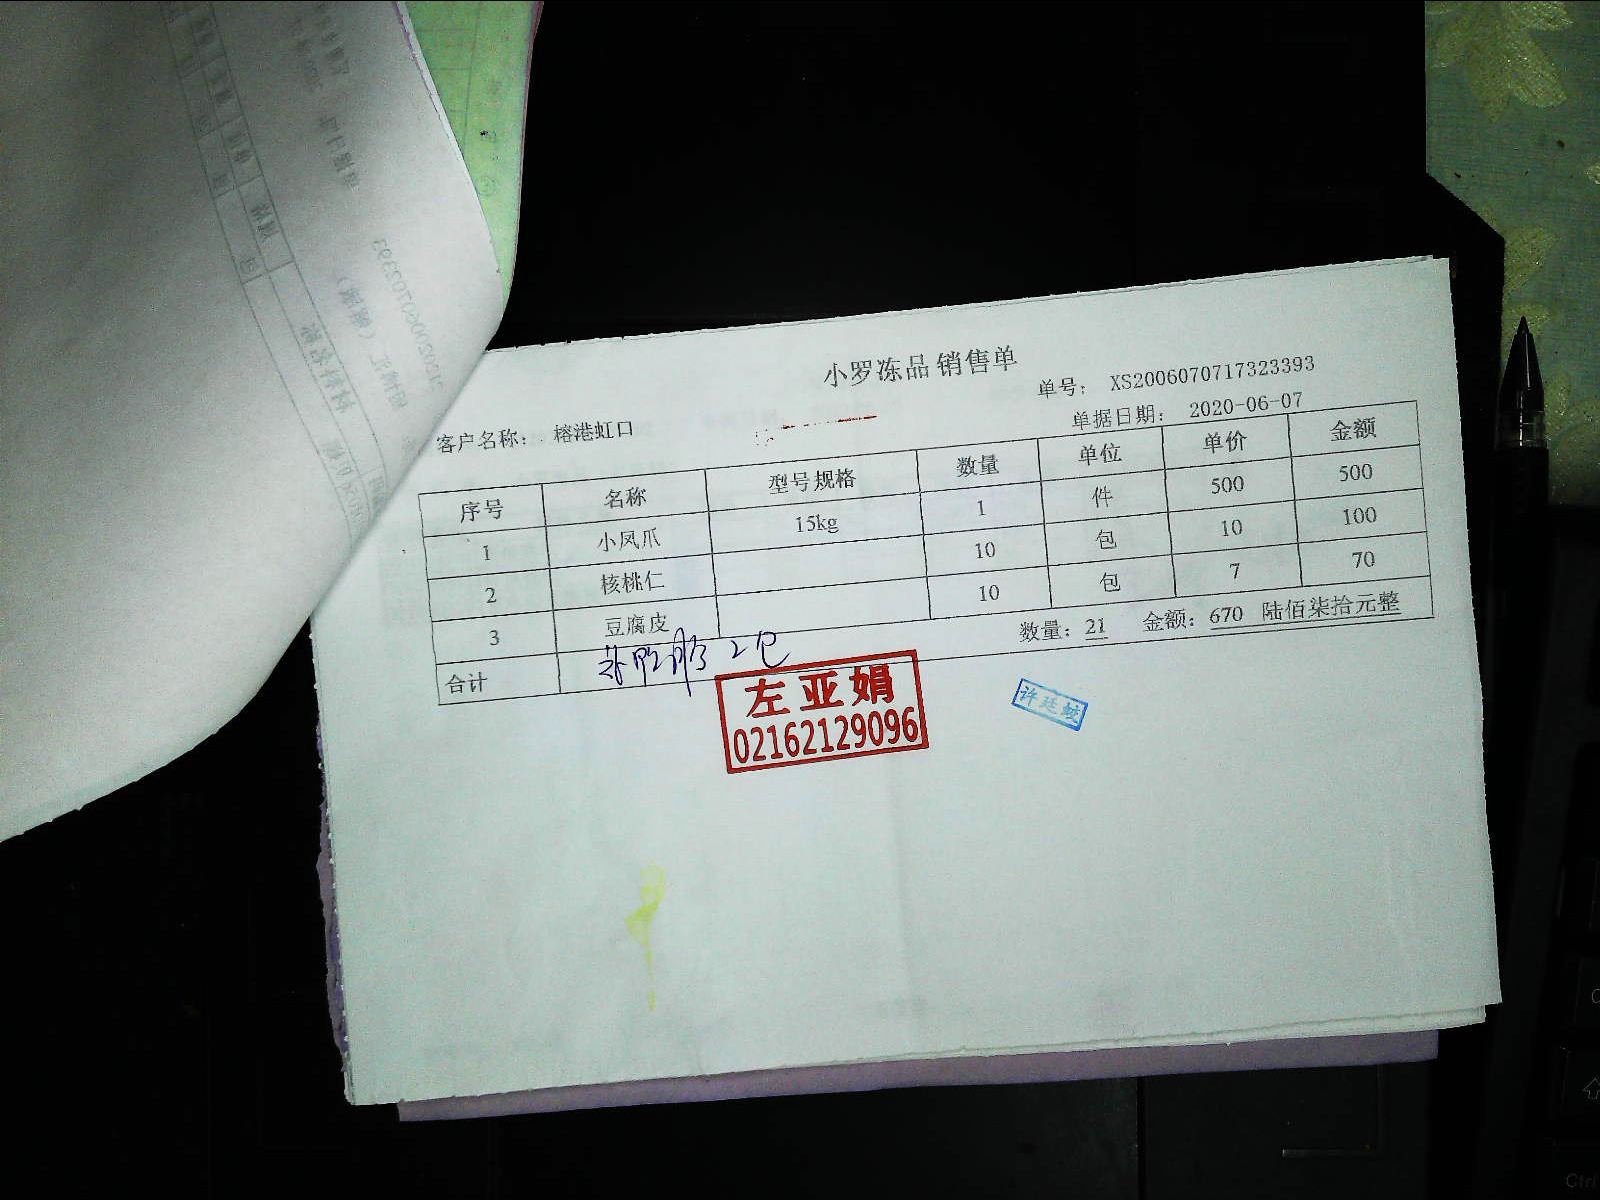 小罗冻品 销售单
单号： XS2006070717323393
客户名称： 榕港虹口
单据日期： 2020-06-07
序号 名称 型号规格 数量 单位 单价 金额
1 小凤爪 15kg 1 件 500 500
2 核桃仁 10 包 10 100
3 豆腐皮 10 包 7 70
合计 数量：21 金额：670 陆佰柒拾元整
2包
左亚娟
02162129096
Ctrl